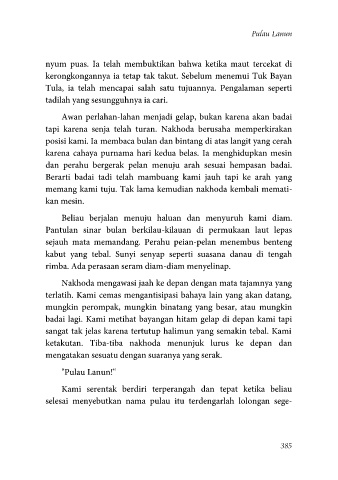 Pulau Lanun
nyum puas. Ia telah membuktikan bahwa ketika maut tercekat di
kerongkongannya ia tetap tak takut. Sebelum menemui Tuk Bayan
Tula, ia telah mencapai salah satu tujuannya. Pengalaman seperti
tadilah yang sesungguhnya ia cari.
Awan perlahan-lahan menjadi gelap, bukan karena akan badai
tapi karena senja telah turan. Nakhoda berusaha memperkirakan
posisi kami. Ia membaca bulan dan bintang di atas langit yang cerah
karena cahaya purnama hari kedua belas. Ia menghidupkan mesin
dan perahu bergerak pelan menuju arah sesuai hempasan badai.
Berarti badai tadi telah mambuang kami jauh tapi ke arah yang
memang kami tuju. Tak lama kemudian nakhoda kembali memati-
kan mesin.
Beliau berjalan menuju haluan dan menyuruh kami diam.
Pantulan sinar bulan berkilau-kilauan di permukaan laut lepas
sejauh mata memandang. Perahu peian-pelan menembus benteng
kabut yang tebal. Sunyi senyap seperti suasana danau di tengah
rimba. Ada perasaan seram diam-diam menyelinap.
Nakhoda mengawasi jaah ke depan dengan mata tajamnya yang
terlatih. Kami cemas mengantisipasi bahaya lain yang akan datang,
mungkin perompak, mungkin binatang yang besar, atau mungkin
badai lagi. Kami metihat bayangan hitam gelap di depan kami tapi
sangat tak jelas karena tertutup halimun yang semakin tebal. Kami
ketakutan. Tiba-tiba nakhoda menunjuk lurus ke depan dan
mengatakan sesuatu dengan suaranya yang serak.
"Pulau Lanun!"
Kami serentak berdiri terperangah dan tepat ketika beliau
selesai menyebutkan nama pulau itu terdengarlah lolongan sege-
385